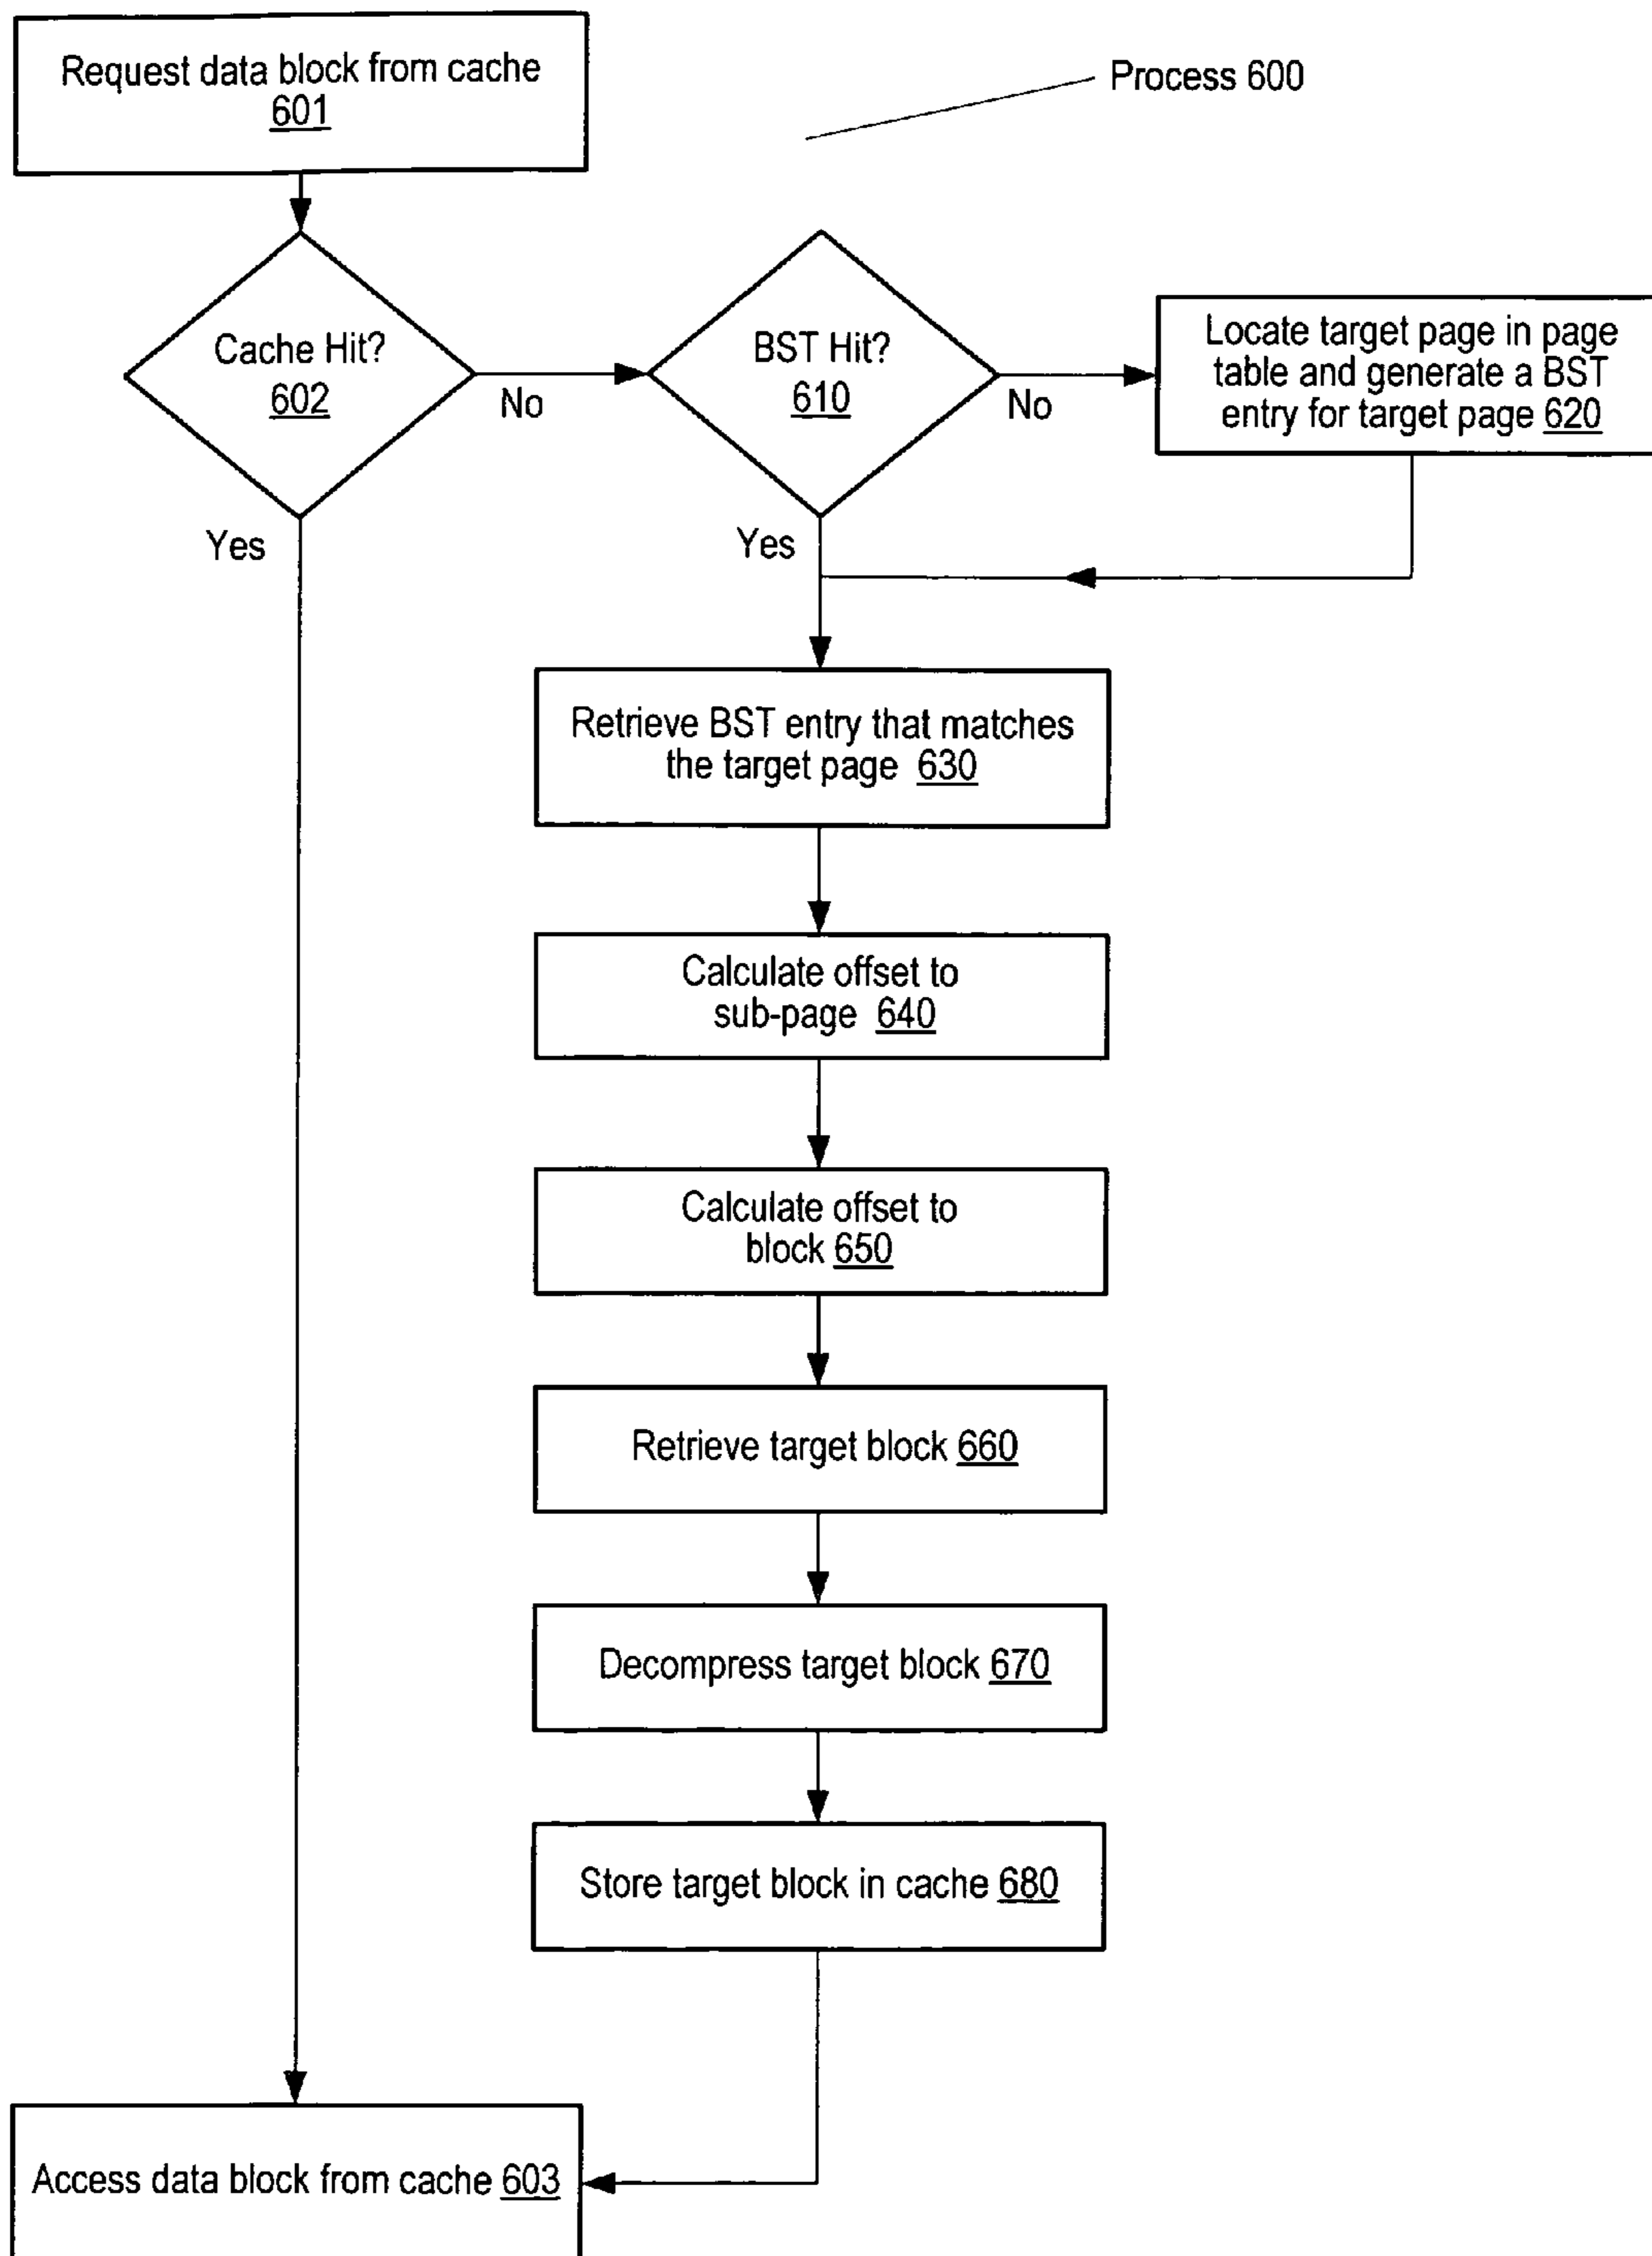 Request data block from cache
601
Process 600
Cache Hit?
602
No
BST Hit?
610
No
Locate target page in page
table and generate a BST
entry for target page 620
Yes
Yes
Retrieve BST entry that matches
the target page 630
Calculate offset to
sub-page 640
Calculate offset to
block 650
Retrieve target block 660
Decompress target block 670
Store target block in cache 680
Access data block from cache 603